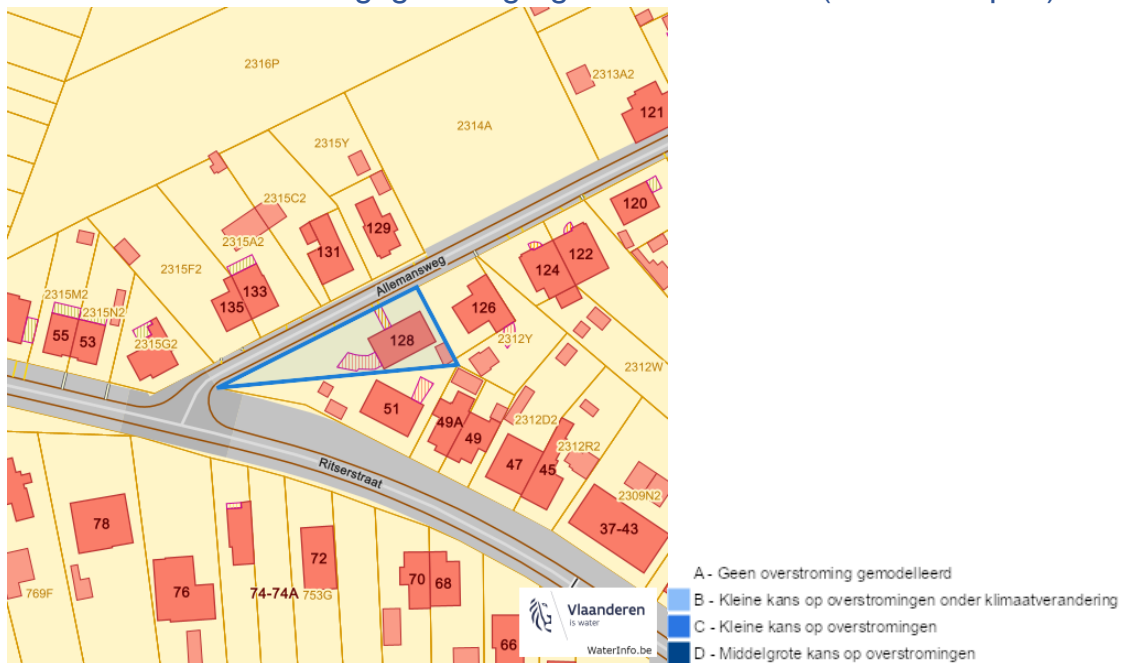 2316P
2313A2
121
2314A
2315Y
2315C2
120
129
2315A2
131
122
124
2315F2
Allemansweg
133
135
126
2315M2
2315N2
55
53
2315G2
128
2312Y
2312W
51
49A
49
2312D2
2312R2
47
45
Ritserstraat
2309N2
37-43
78
72
70
68
76
74-74A
753G
769F
66
Vlaanderen
is water
WaterInfo.be
A - Geen overstroming gemodelleerd
B - Kleine kans op overstromingen onder klimaatverandering
C - Kleine kans op overstromingen
D - Middelgrote kans op overstromingen